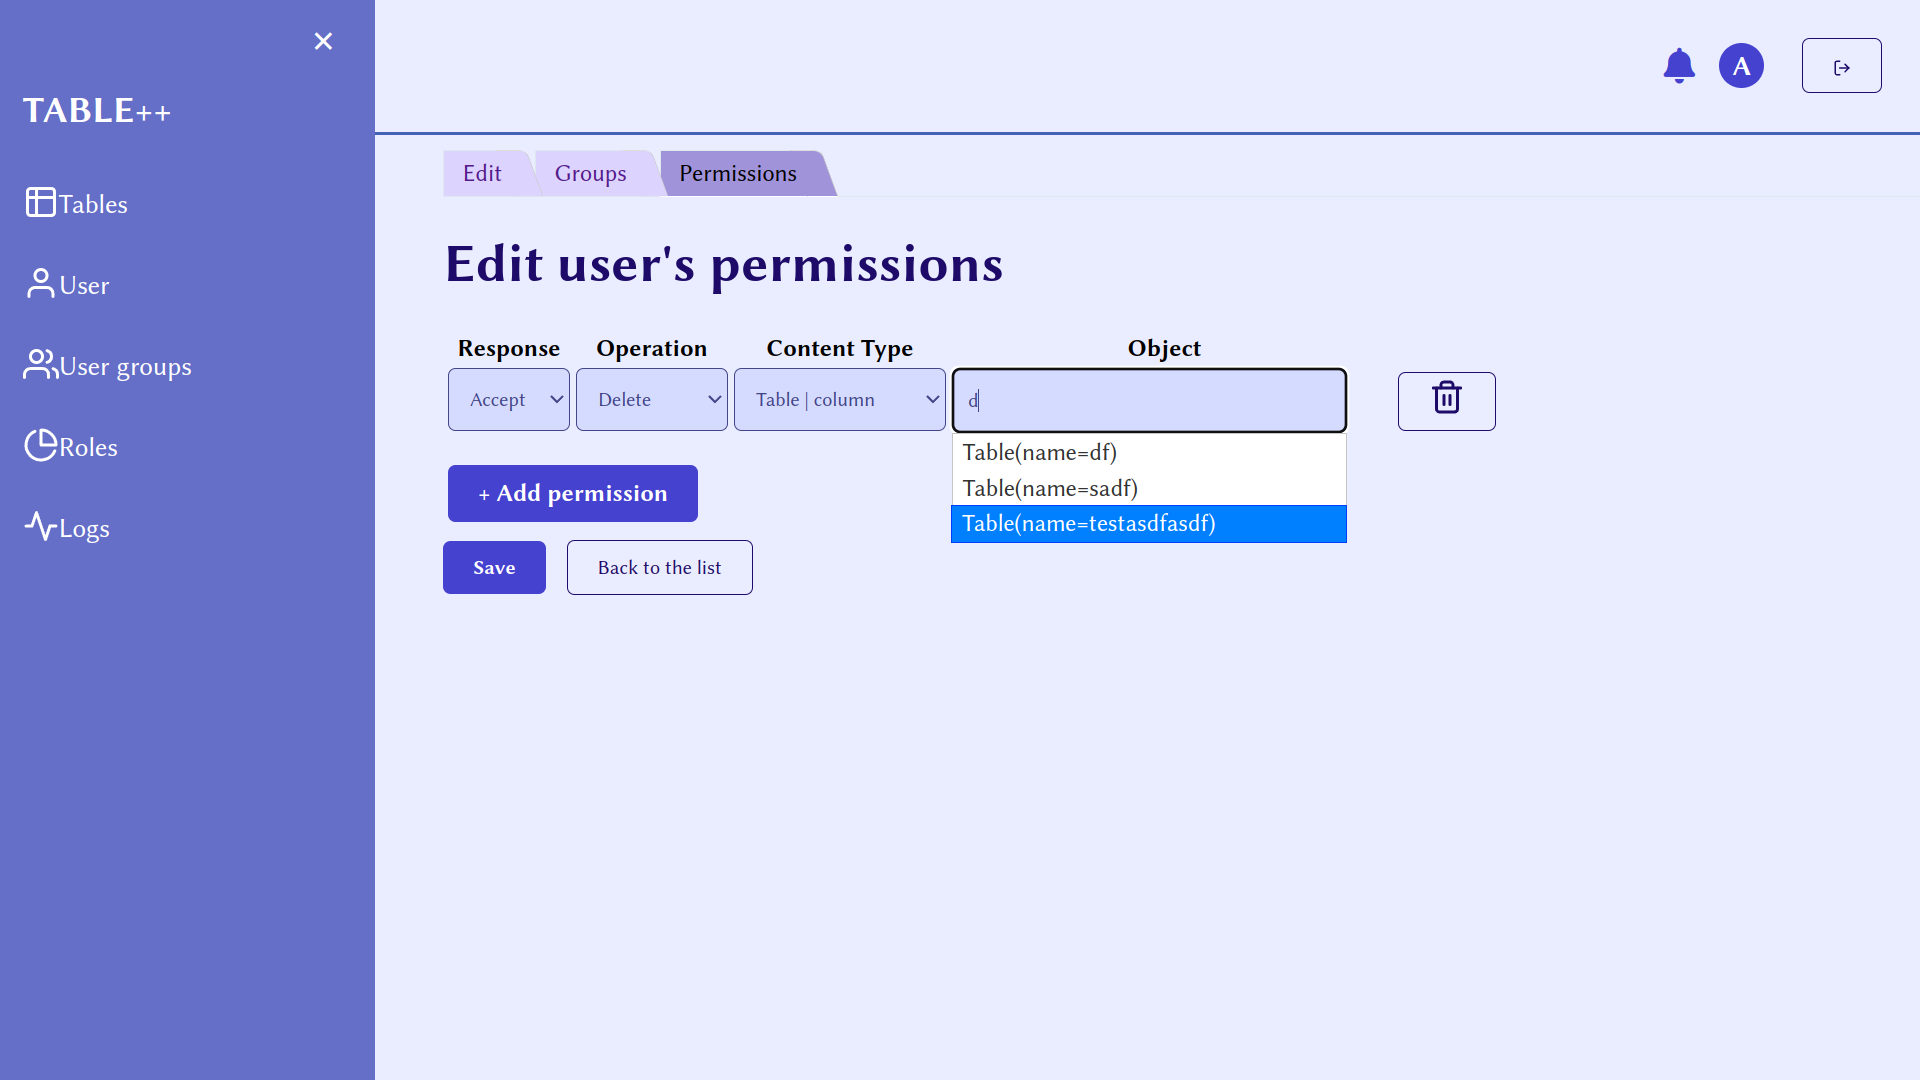 TABLE++
Tables
User
User groups
Roles
Logs
A
Edit
Groups
Permissions
Edit user's permissions
Response
Operation
Content Type
Object
Accept
Delete
Table | column
d
Table(name=df)
Table(name=sadf)
Table(name=testasdfasdf)
+ Add permission
Save
Back to the list